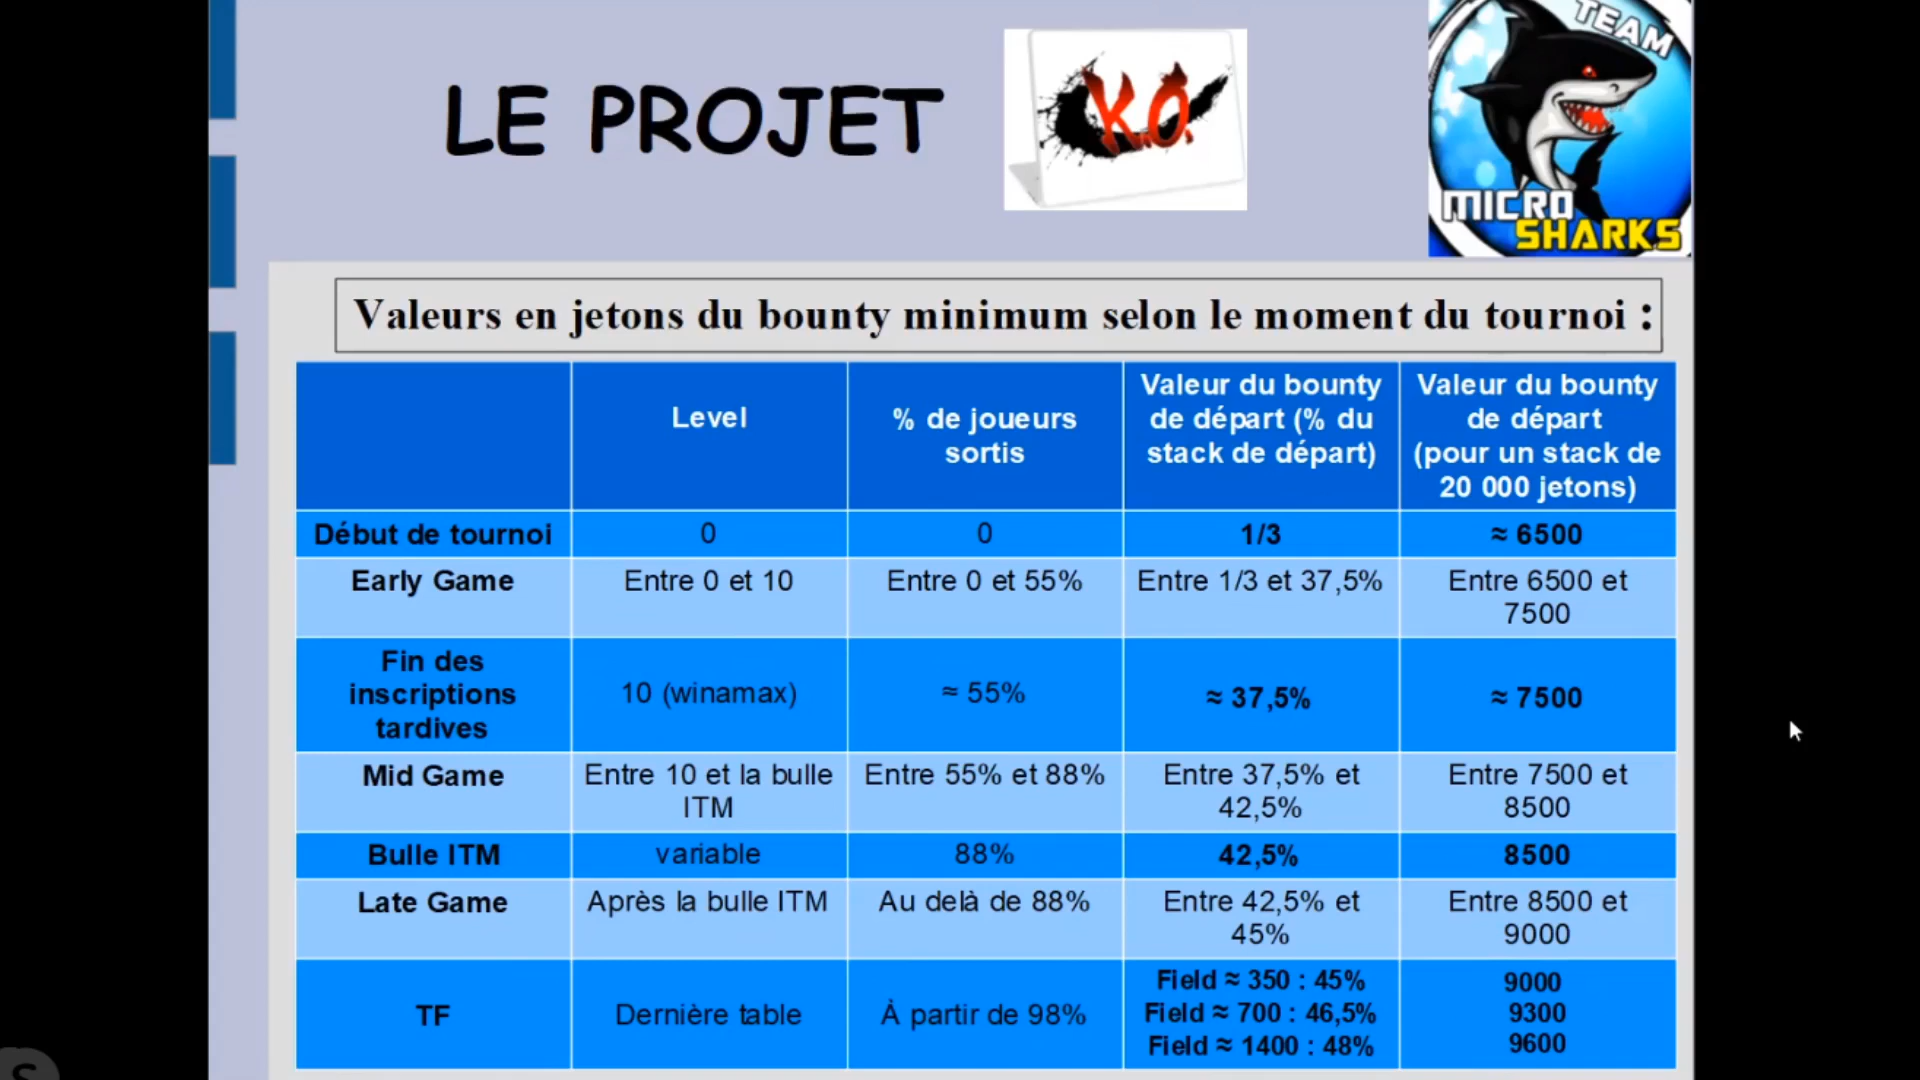 LE PROJET
K.O.
TEAM
MICRO
SHARKS
Valeurs en jetons du bounty minimum selon le moment du tournoi :
Level
% de joueurs
sortis
Valeur du bounty
de départ (% du
stack de départ)
Valeur du bounty
de départ
(pour un stack de
20 000 jetons)
Début de tournoi
0
0
1/3
≈ 6500
Early Game
Entre 0 et 10
Entre 0 et 55%
Entre 1/3 et 37,5%
Entre 6500 et
7500
Fin des
inscriptions
tardives
10 (winamax)
≈ 55%
≈ 37,5%
≈ 7500
Mid Game
Entre 10 et la bulle
ITM
Entre 55% et 88%
Entre 37,5% et
42,5%
Entre 7500 et
8500
Bulle ITM
variable
88%
42,5%
8500
Late Game
Après la bulle ITM
Au delà de 88%
Entre 42,5% et
45%
Entre 8500 et
9000
TF
Dernière table
À partir de 98%
Field ≈ 350 : 45%
Field ≈ 700 : 46,5%
Field ≈ 1400 : 48%
9000
9300
9600
S